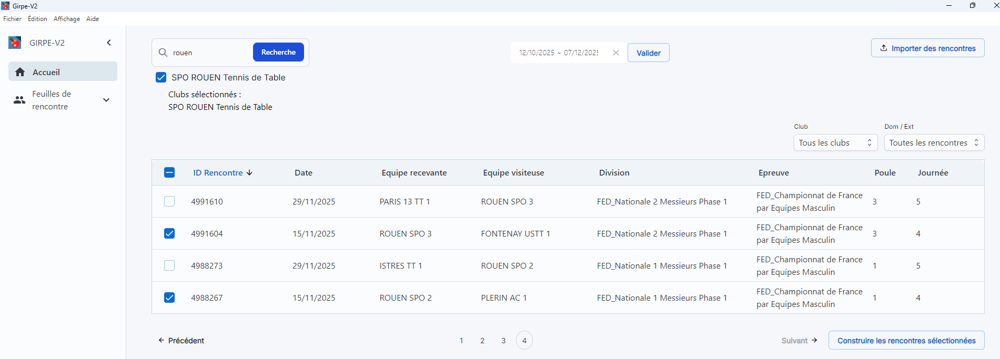 Girpe-V2
Fichier Édition Affichage Aide
GIRPE-V2
Accueil
Feuilles de
rencontre
rouen
Recherche
12/10/2025 ~ 07/12/2025
Valider
Importer des rencontres
SPO ROUEN Tennis de Table
Clubs sélectionnés :
SPO ROUEN Tennis de Table
Club
Tous les clubs
Dom / Ext
Toutes les rencontres
ID Rencontre Date Equipe recevante Equipe visiteuse Division Epreuve Poule Journée
4991610 29/11/2025 PARIS 13 TT 1 ROUEN SPO 3 FED_Nationale 2 Messieurs Phase 1 FED_Championnat de France
par Equipes Masculin 3 5
4991604 15/11/2025 ROUEN SPO 3 FONTENAY USTT 1 FED_Nationale 2 Messieurs Phase 1 FED_Championnat de France
par Equipes Masculin 3 4
4988273 29/11/2025 ISTRES TT 1 ROUEN SPO 2 FED_Nationale 1 Messieurs Phase 1 FED_Championnat de France
par Equipes Masculin 1 5
4988267 15/11/2025 ROUEN SPO 2 PLERIN AC 1 FED_Nationale 1 Messieurs Phase 1 FED_Championnat de France
par Equipes Masculin 1 4
Précédent 1 2 3 4 Suivant
Construire les rencontres sélectionnées